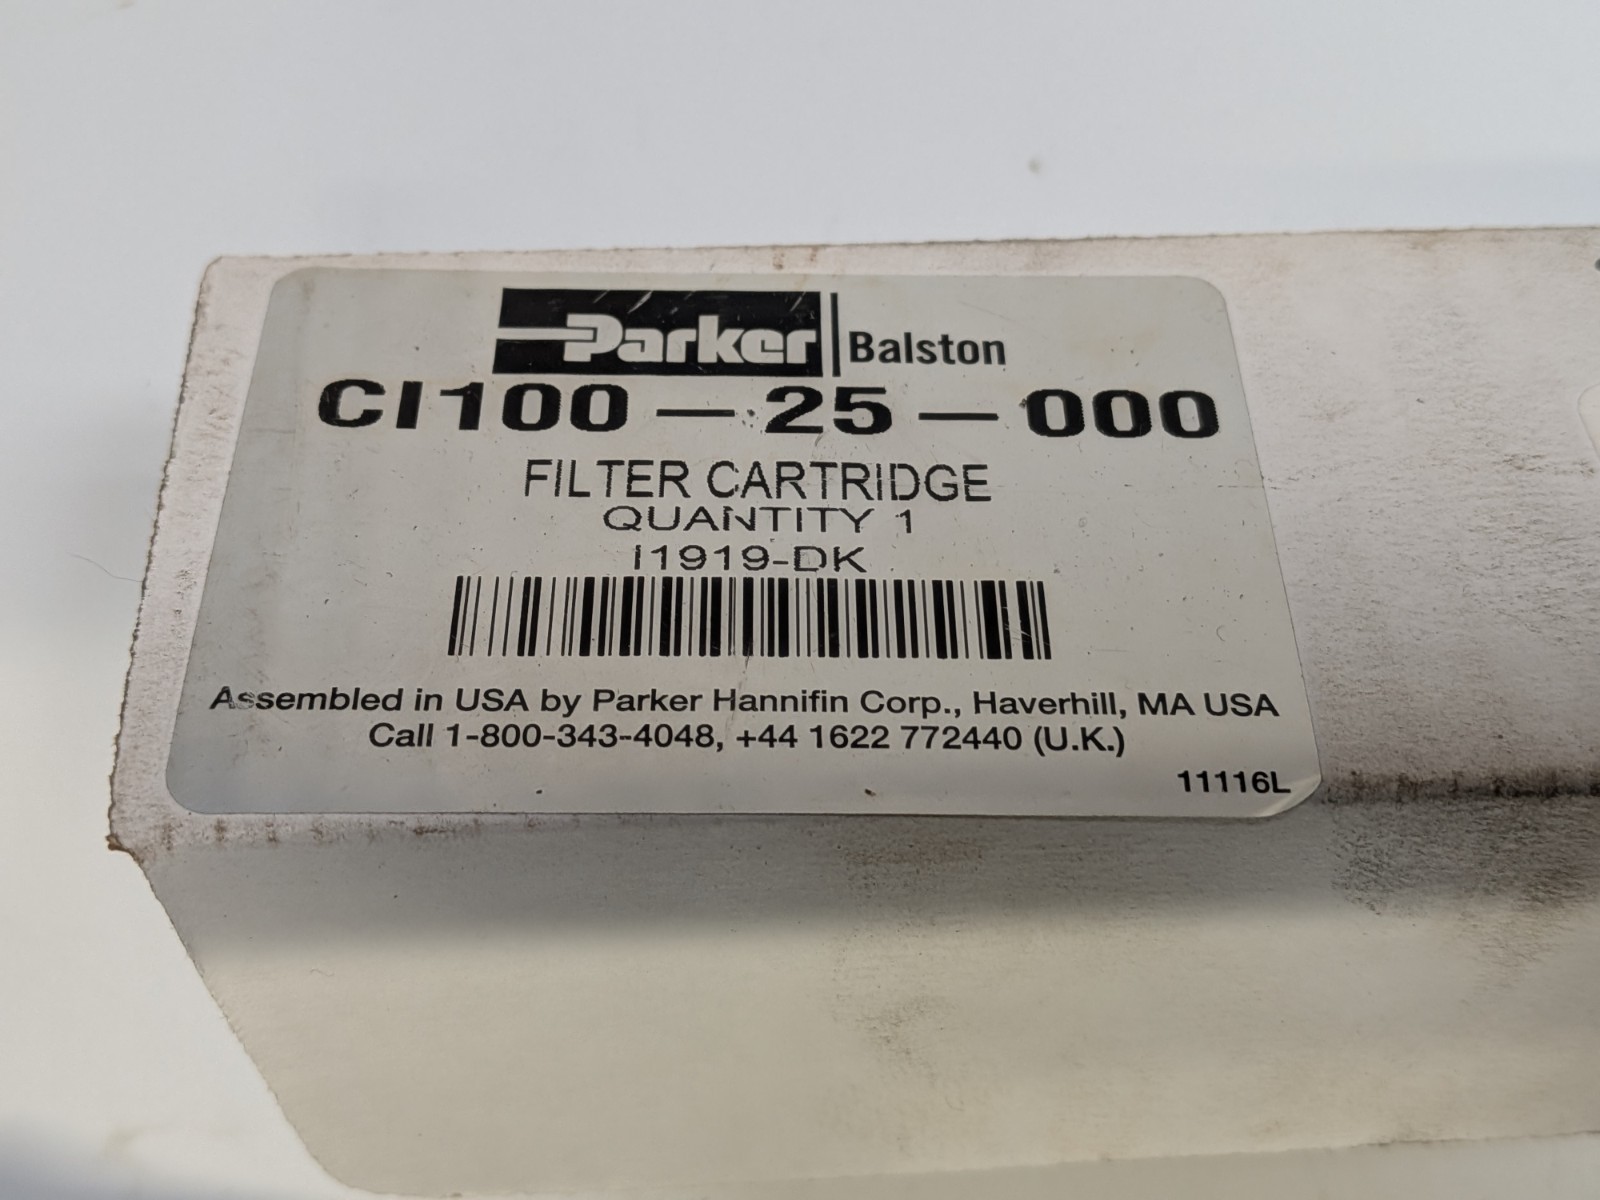 Parker | Balston
CI100-25-000
FILTER CARTRIDGE
QUANTITY 1
I1919-DK
Assembled in USA by Parker Hannifin Corp., Haverhill, MA USA
Call 1-800-343-4048, +44 1622 772440 (U.K.)
11116L